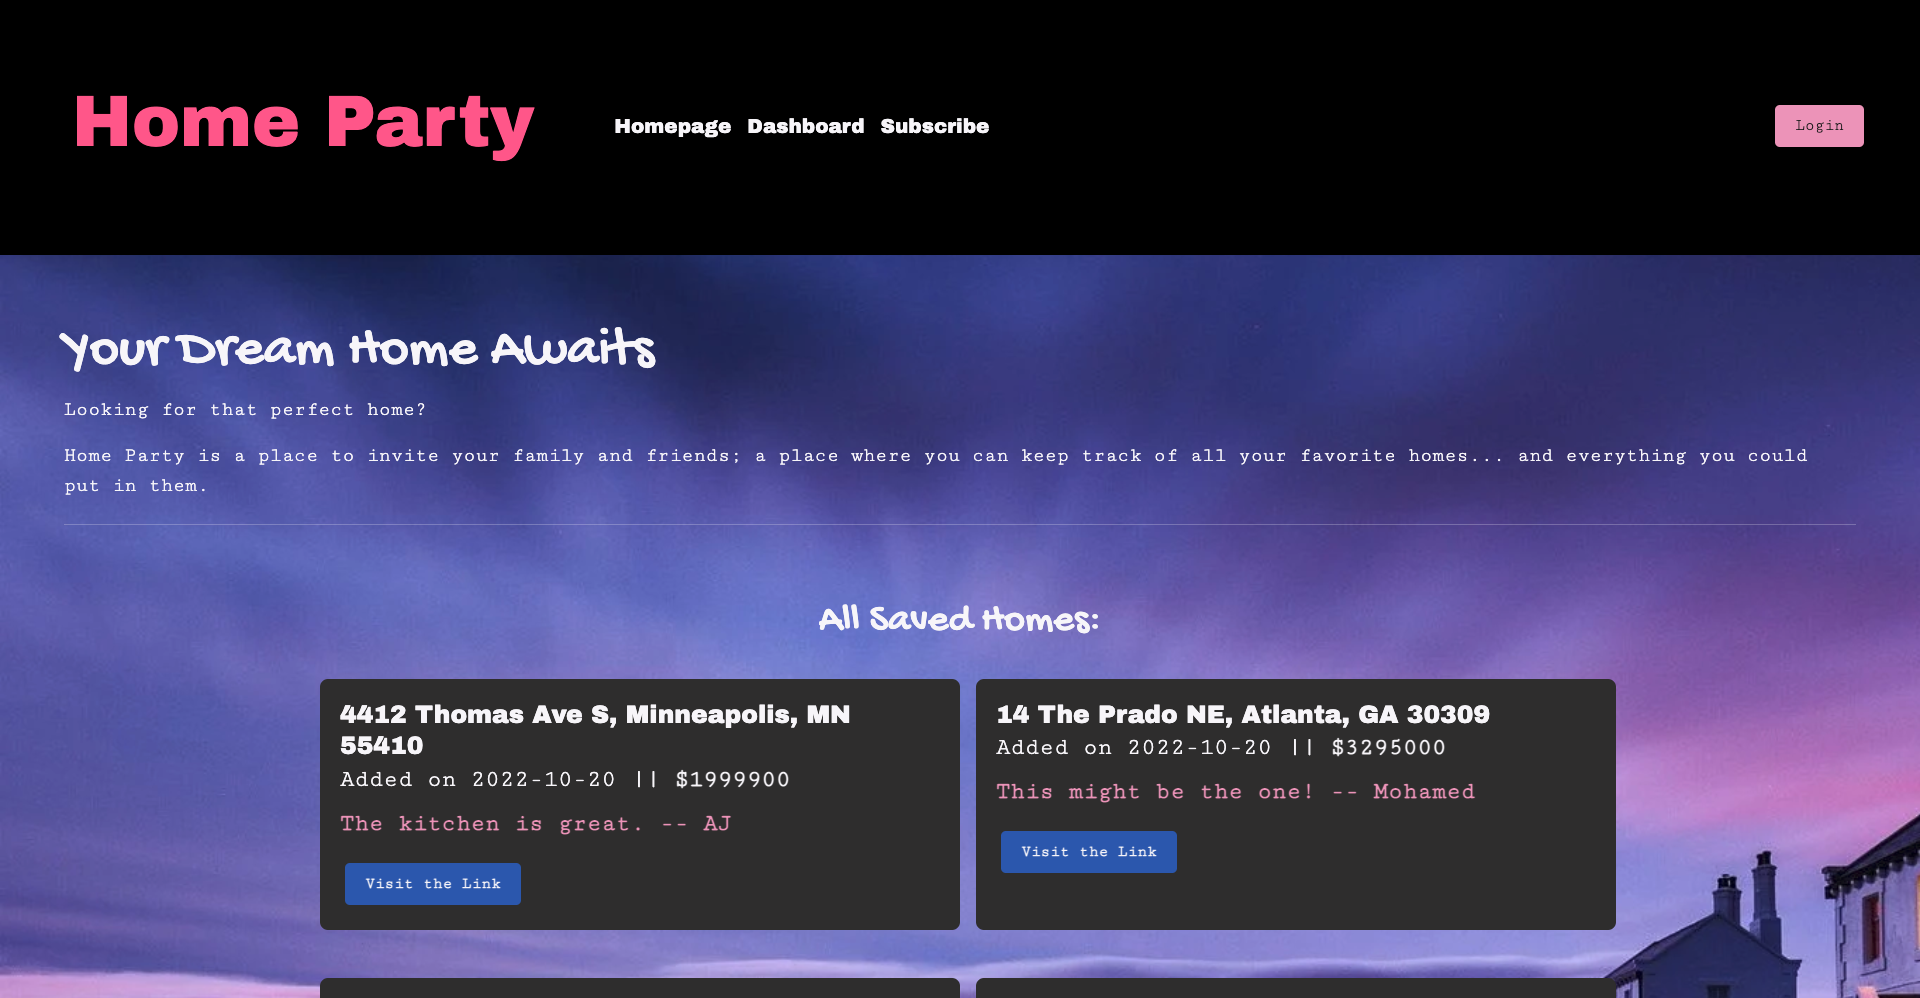 Home Party
Homepage Dashboard Subscribe
Login
Your Dream Home Awaits
Looking for that perfect home?
Home Party is a place to invite your family and friends; a place where you can keep track of all your favorite homes... and everything you could
put in them.
All Saved Homes:
4412 Thomas Ave S, Minneapolis, MN
55410
Added on 2022-10-20 || $1999900
The kitchen is great. -- AJ
Visit the Link
14 The Prado NE, Atlanta, GA 30309
Added on 2022-10-20 || $3295000
This might be the one! -- Mohamed
Visit the Link